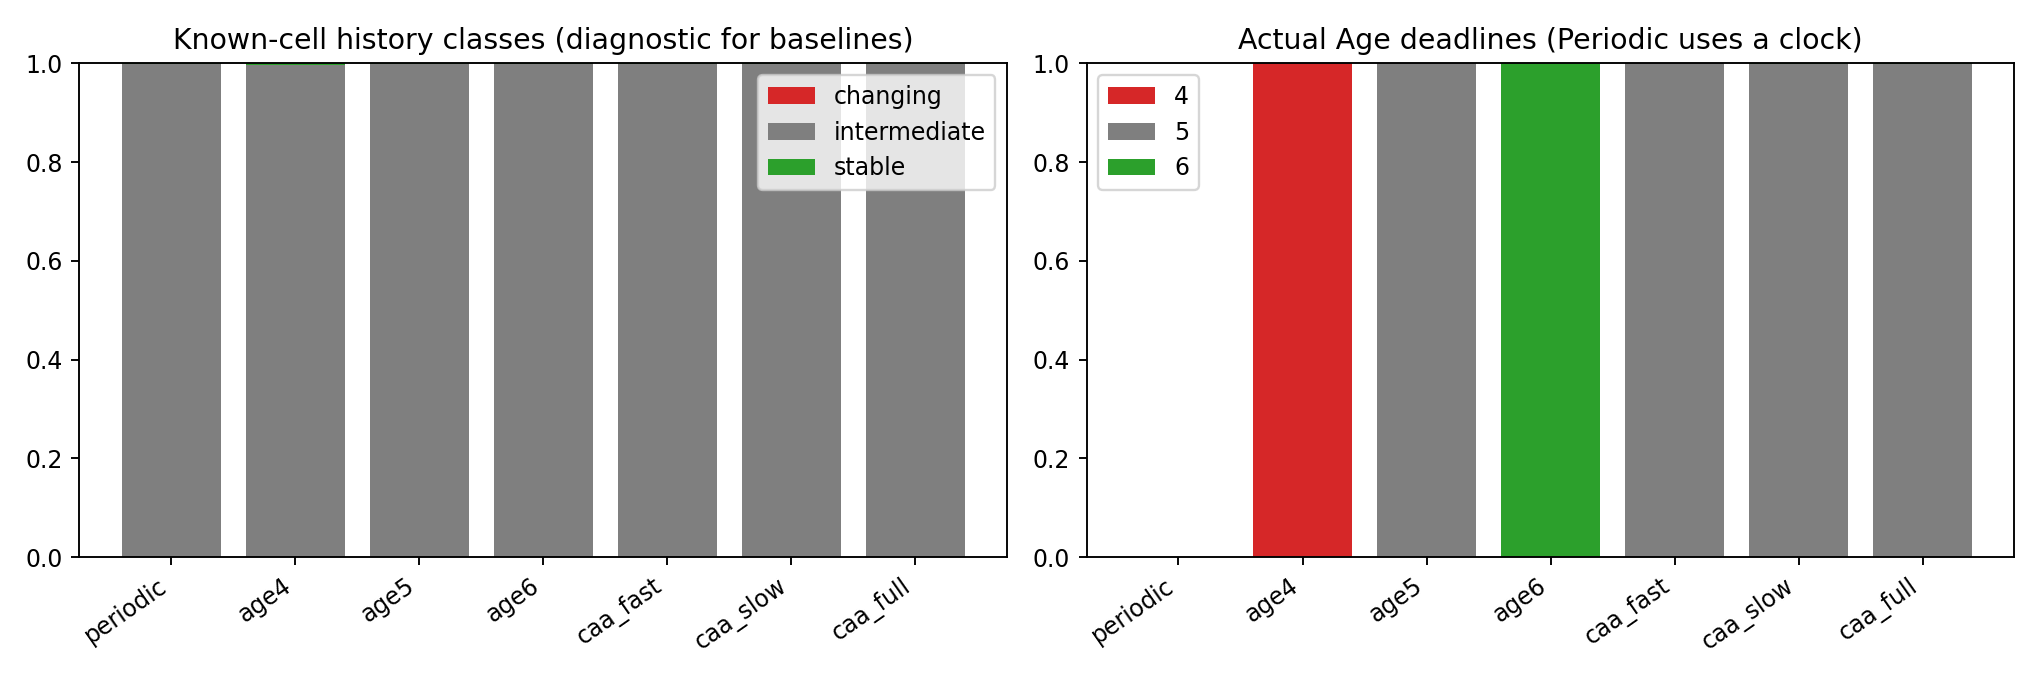 Known-cell history classes (diagnostic for baselines)
1.0
0.8
0.6
0.4
0.2
0.0
changing
intermediate
stable
periodic
age4
age5
age6
caa_fast
caa_slow
caa_full
Actual Age deadlines (Periodic uses a clock)
1.0
0.8
0.6
0.4
0.2
0.0
4
5
6
periodic
age4
age5
age6
caa_fast
caa_slow
caa_full